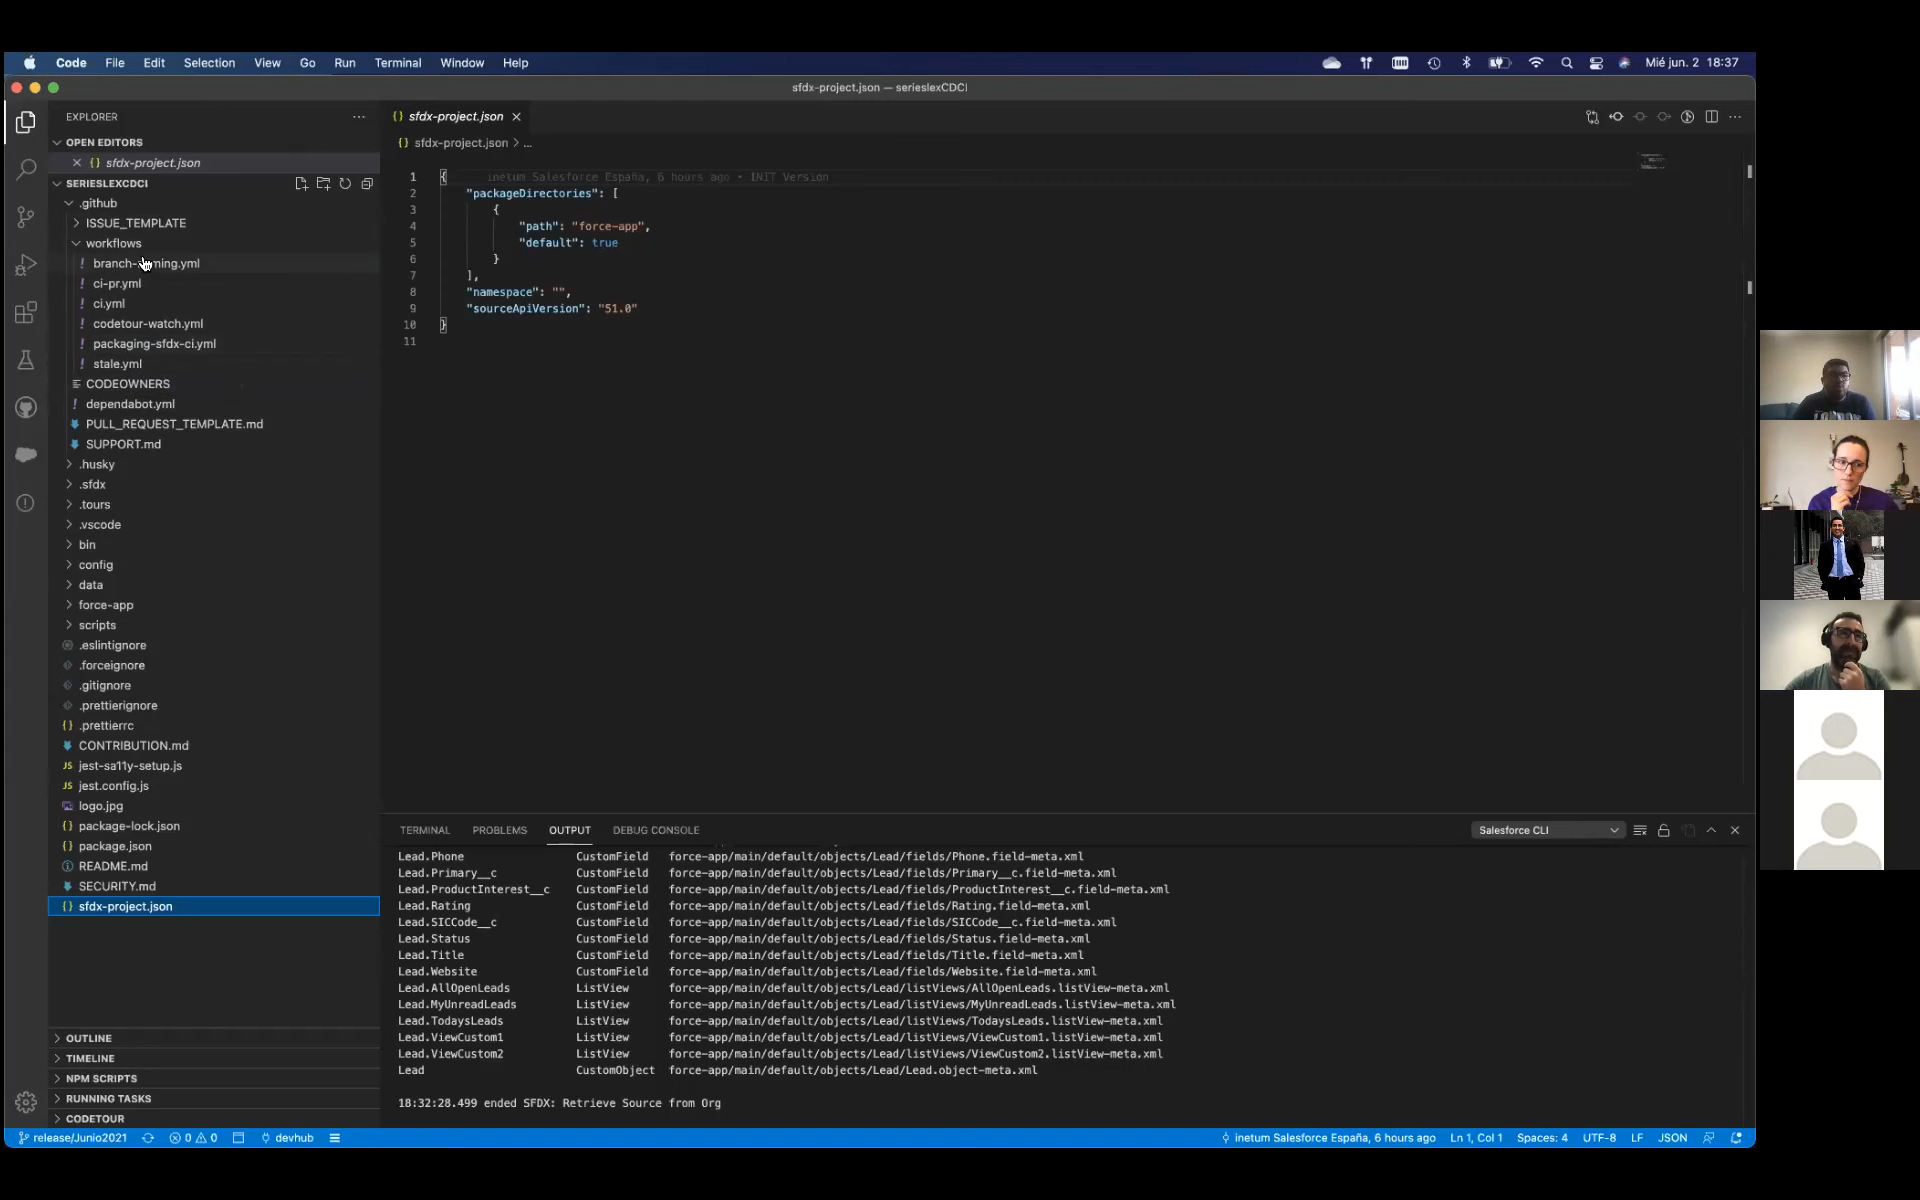 Code File Edit Selection View Go Run Terminal Window Help Mié jun. 2 18:37
sfdx-project.json — serieslexCDCI
EXPLORER
OPEN EDITORS
sfdx-project.json
SERIESLEXCDCI
.github
ISSUE_TEMPLATE
workflows
ci-pr.yml
ci.yml
codetour-watch.yml
packaging-sfdx-ci.yml
stale.yml
CODEOWNERS
dependabot.yml
PULL_REQUEST_TEMPLATE.md
SUPPORT.md
.husky
.sfdx
.tours
.vscode
bin
config
data
force-app
scripts
.eslintignore
.forceignore
.gitignore
.prettierignore
.prettierrc
CONTRIBUTION.md
JS jest-sa11y-setup.js
JS jest.config.js
logo.jpg
package-lock.json
package.json
README.md
SECURITY.md
sfdx-project.json
OUTLINE
TIMELINE
NPM SCRIPTS
RUNNING TASKS
CODETOUR
{} sfdx-project.json
{} sfdx-project.json > ...
1 { inetum Salesforce España, 6 hours ago • INIT Version
2 "packageDirectories": [
3 {
4 "path": "force-app",
5 "default": true
6 }
7 ],
8 "namespace": "",
9 "sourceApiVersion": "51.0"
10 }
11
TERMINAL PROBLEMS OUTPUT DEBUG CONSOLE Salesforce CLI
Lead.Phone CustomField force-app/main/default/objects/Lead/fields/Phone.field-meta.xml
Lead.Primary__c CustomField force-app/main/default/objects/Lead/fields/Primary__c.field-meta.xml
Lead.ProductInterest__c CustomField force-app/main/default/objects/Lead/fields/ProductInterest__c.field-meta.xml
Lead.Rating CustomField force-app/main/default/objects/Lead/fields/Rating.field-meta.xml
Lead.SICCode__c CustomField force-app/main/default/objects/Lead/fields/SICCode__c.field-meta.xml
Lead.Status CustomField force-app/main/default/objects/Lead/fields/Status.field-meta.xml
Lead.Title CustomField force-app/main/default/objects/Lead/fields/Title.field-meta.xml
Lead.Website CustomField force-app/main/default/objects/Lead/fields/Website.field-meta.xml
Lead.AllOpenLeads ListView force-app/main/default/objects/Lead/listViews/AllOpenLeads.listView-meta.xml
Lead.MyUnreadLeads ListView force-app/main/default/objects/Lead/listViews/MyUnreadLeads.listView-meta.xml
Lead.TodaysLeads ListView force-app/main/default/objects/Lead/listViews/TodaysLeads.listView-meta.xml
Lead.ViewCustom1 ListView force-app/main/default/objects/Lead/listViews/ViewCustom1.listView-meta.xml
Lead.ViewCustom2 ListView force-app/main/default/objects/Lead/listViews/ViewCustom2.listView-meta.xml
Lead CustomObject force-app/main/default/objects/Lead/Lead.object-meta.xml
18:32:28.499 ended SFDX: Retrieve Source from Org
release/Junio2021 0 0 devhub inetum Salesforce España, 6 hours ago Ln 1, Col 1 Spaces: 4 UTF-8 LF JSON